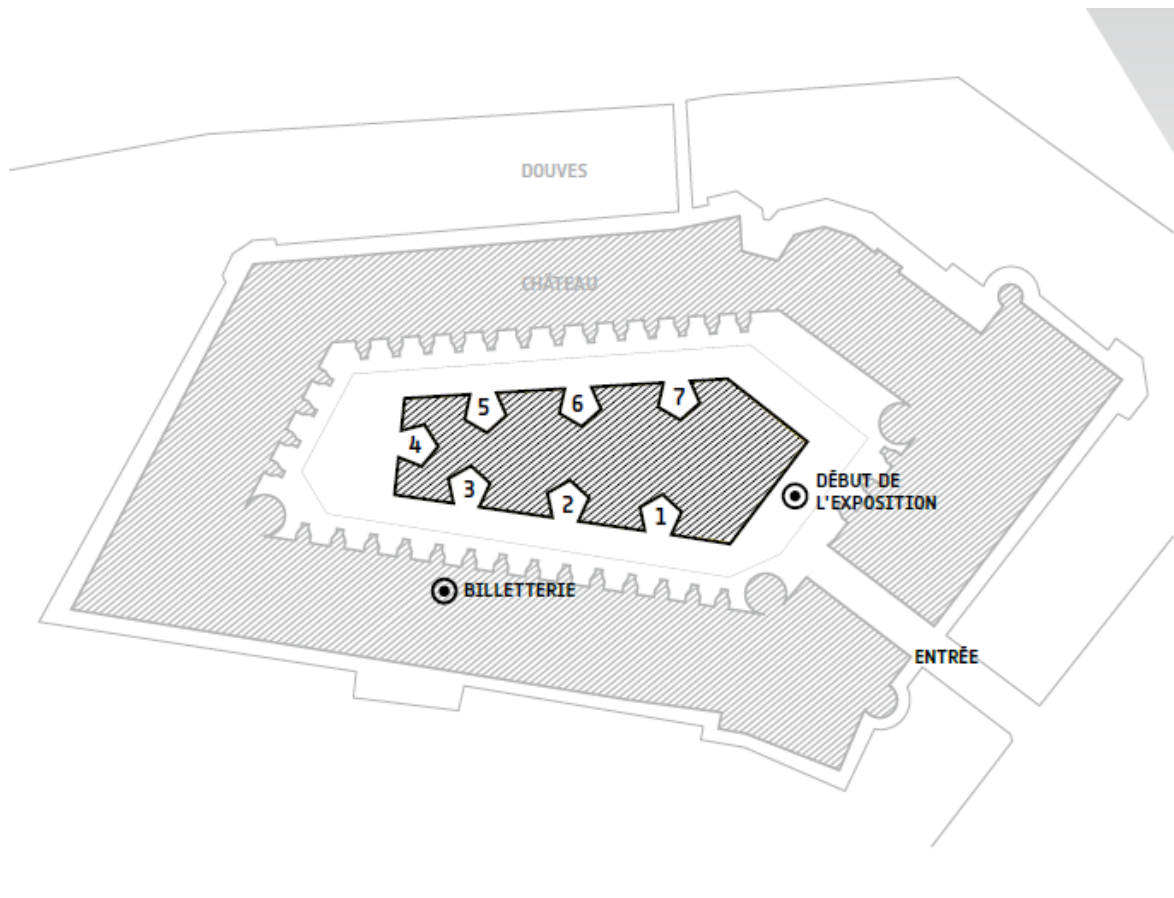 DOUVES
CHÂTEAU
5
6
7
4
3
2
1
DÉBUT DE
L'EXPOSITION
BILLETTERIE
ENTRÉE